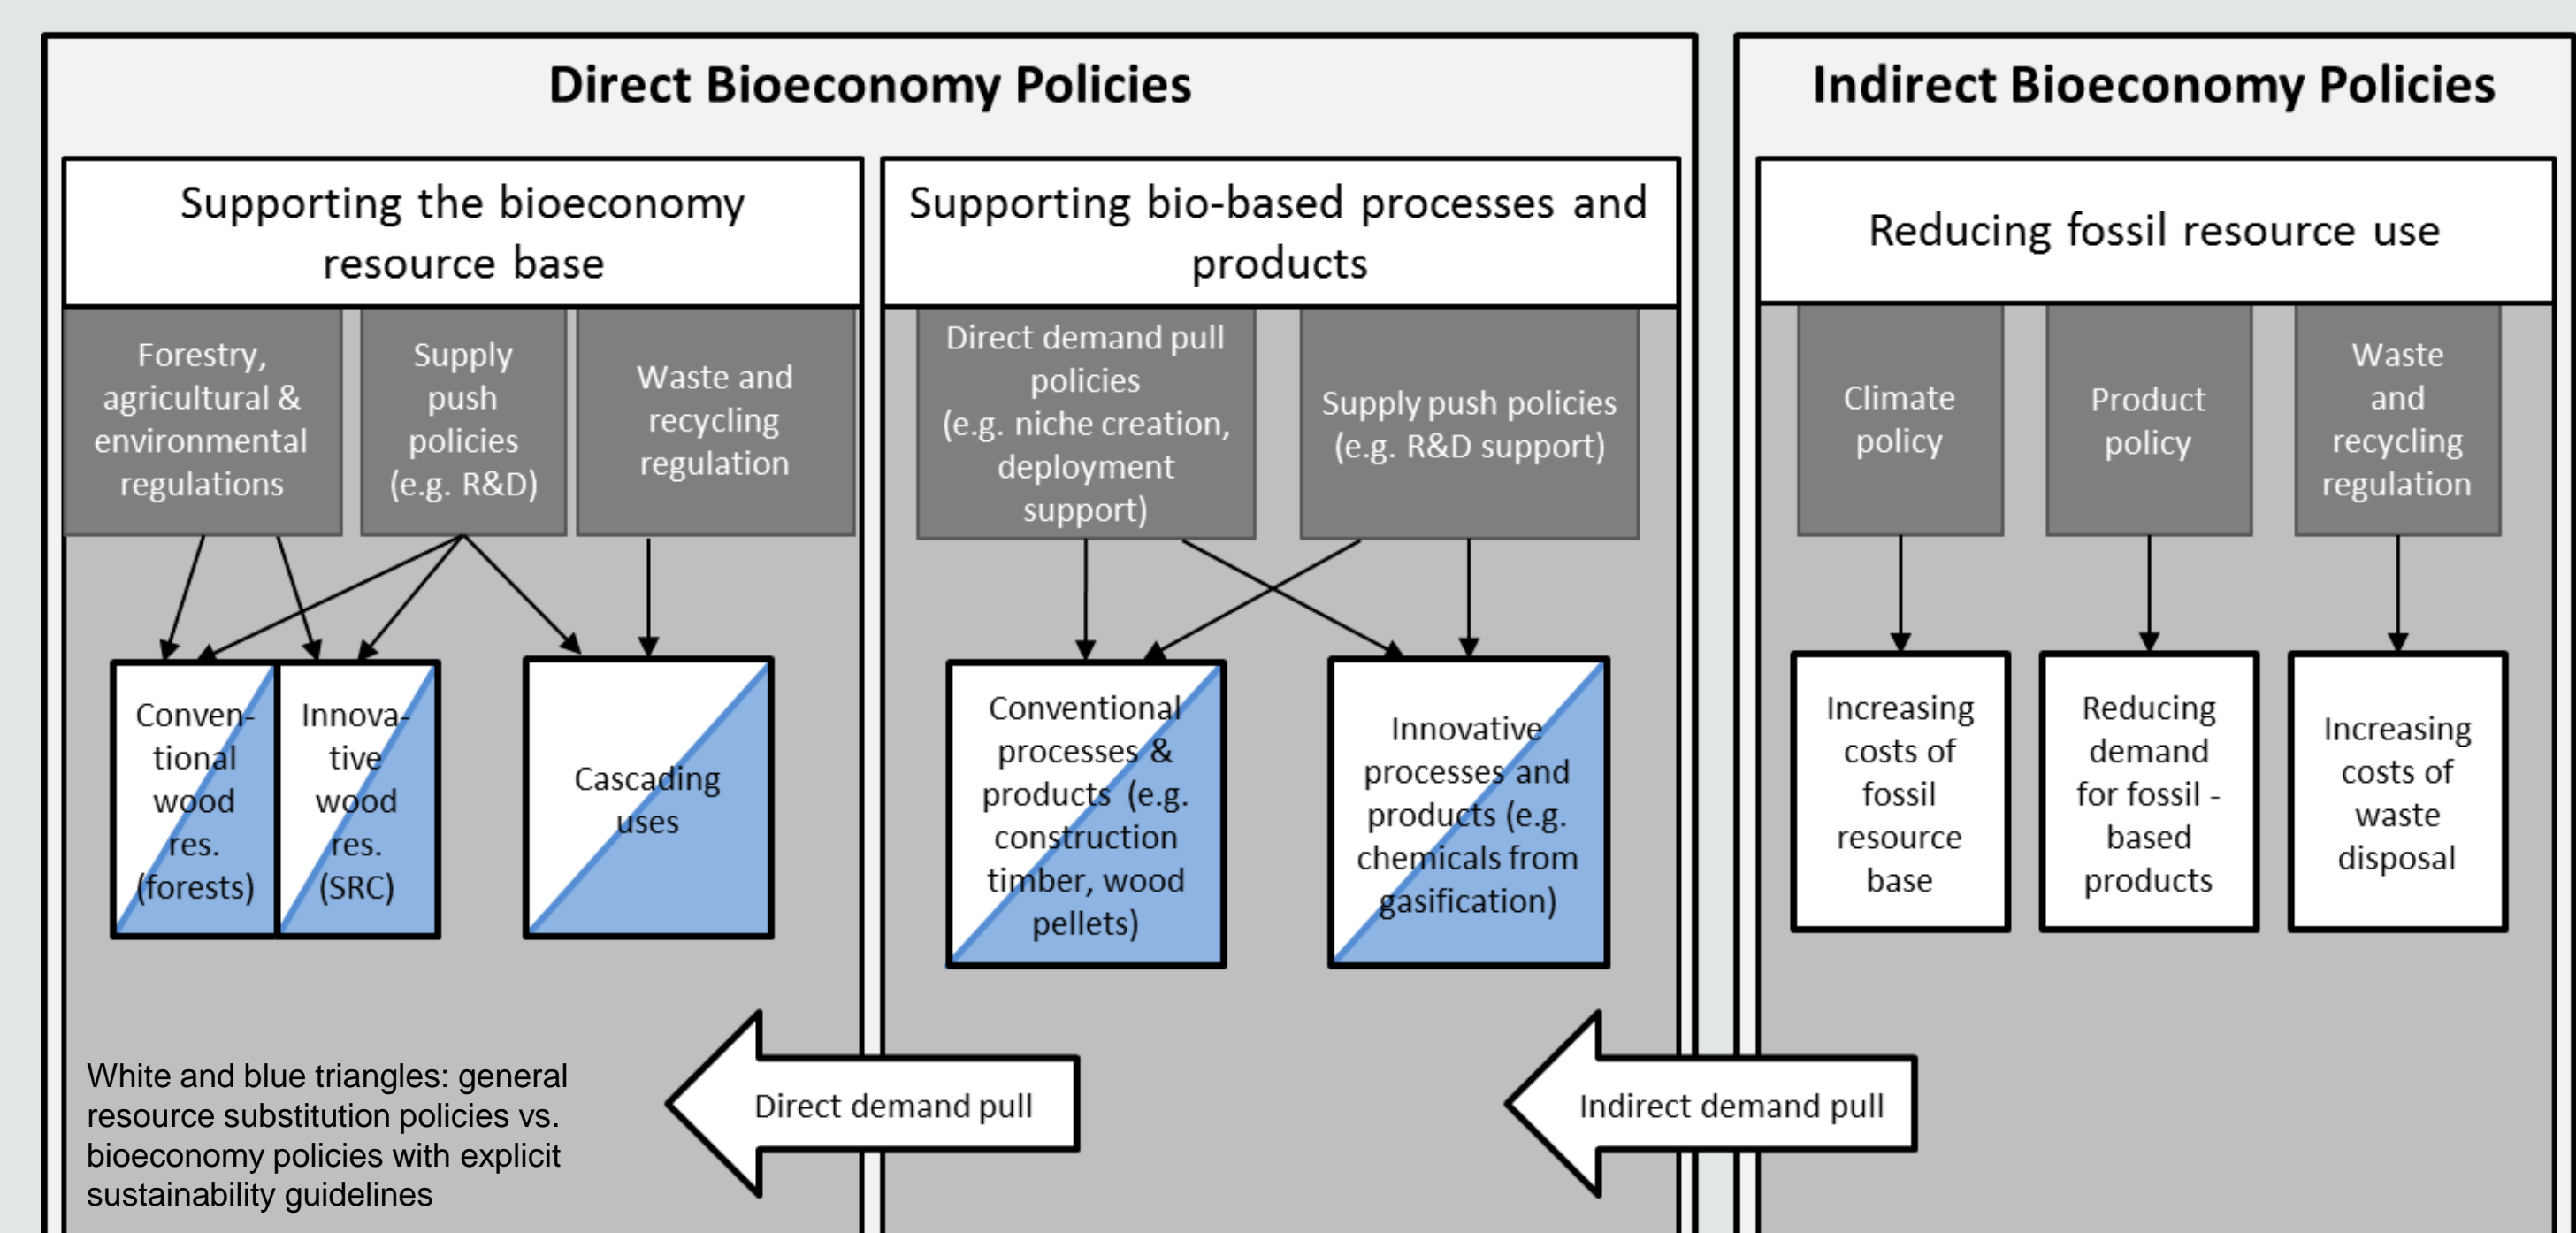 Direct Bioeconomy Policies
Supporting the bioeconomy
resource base
Forestry,
agricultural &
environmental
regulations
Supply
push
policies
(e.g. R&D)
Waste and
recycling
regulation
Conven-
tional
wood
res.
(forests)
Innova-
tive
wood
res.
(SRC)
Cascading
uses
White and blue triangles: general
resource substitution policies vs.
bioeconomy policies with explicit
sustainability guidelines
Direct demand pull
Supporting bio-based processes and
products
Direct demand pull
policies
(e.g. niche creation,
deployment
support)
Supply push policies
(e.g. R&D support)
Conventional
processes &
products (e.g.
construction
timber, wood
pellets)
Innovative
processes and
products (e.g.
chemicals from
gasification)
Indirect demand pull
Indirect Bioeconomy Policies
Reducing fossil resource use
Climate
policy
Product
policy
Waste
and
recycling
regulation
Increasing
costs of
fossil
resource
base
Reducing
demand
for fossil -
based
products
Increasing
costs of
waste
disposal